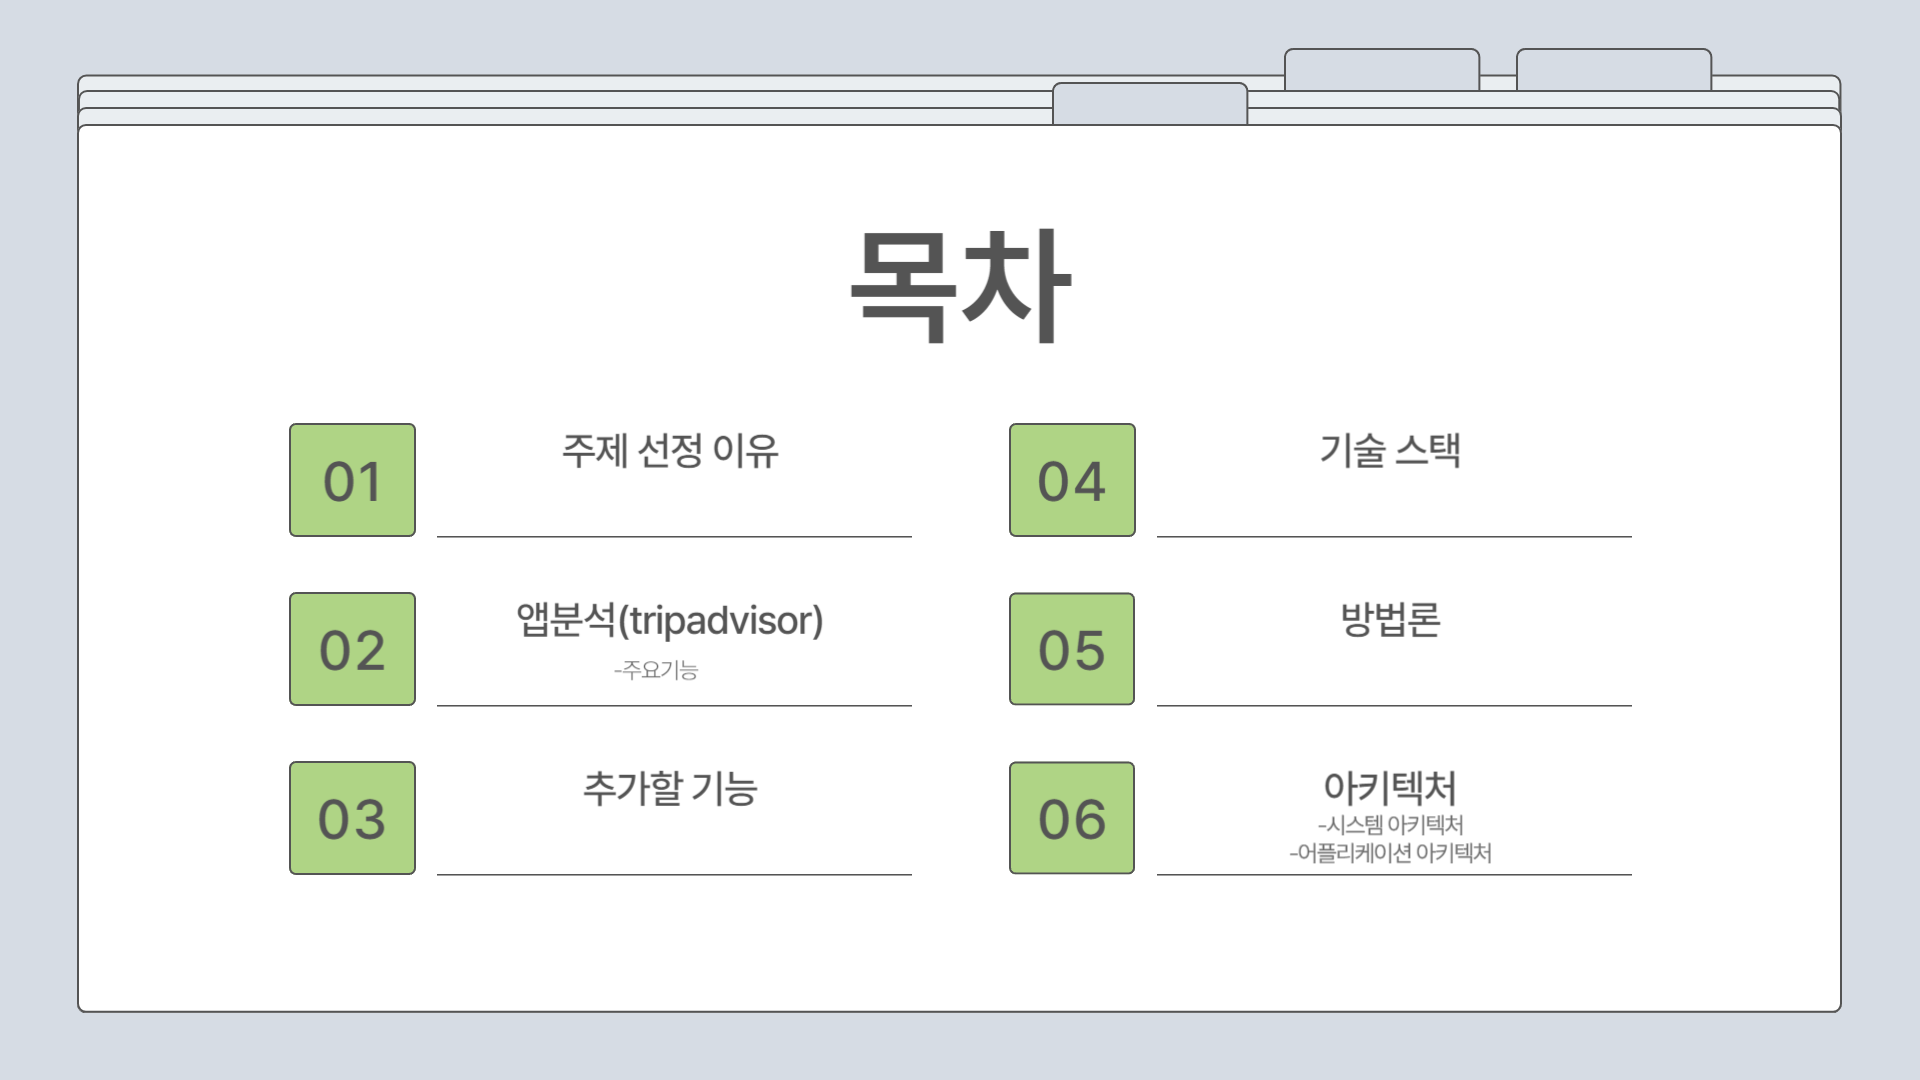 목차
01
주제 선정 이유
02
앱분석(tripadvisor)
-주요기능
03
추가할 기능
04
기술 스택
05
방법론
06
아키텍처
-시스템 아키텍처
-어플리케이션 아키텍처